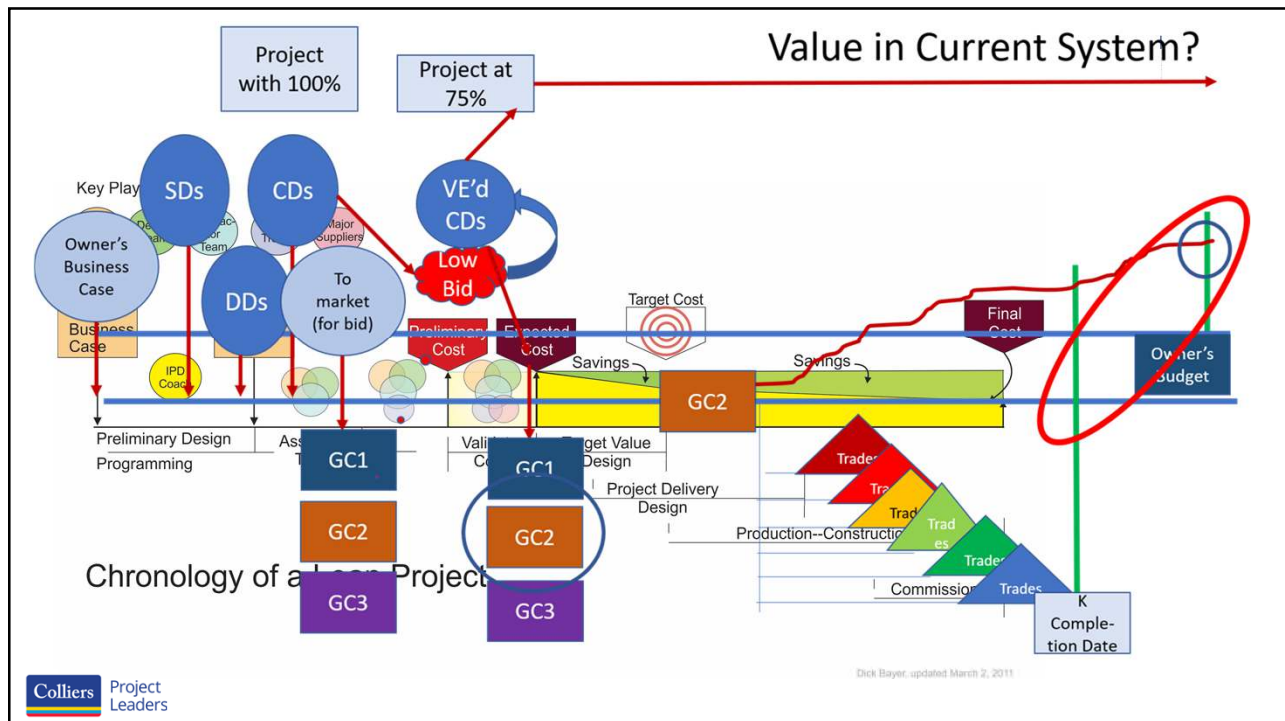 Value in Current System?
Project
with 100%
Project at
75%
Key Play
SDs
CDs
VE'd
CDs
Major
Suppliers
Team
Owner's
Business
Case
DDs
To
market
(for bid)
Low
Bid
Target Cost
Business
Case
Preliminary
Cost
Expected
Cost
Final
Cost
Owner's
Budget
IPD
Coach
Savings
Savings
GC2
Preliminary Design
Programming
Design
GC1
GC1
Project Delivery
Design
Trades
Trad
es
Trades
Trades
Production--Construction
GC2
GC2
Chronology of a Lean Project
GC3
GC3
Commission
K
Comple-
tion Date
Dick Bayer, updated March 2, 2011
Colliers
Project
Leaders